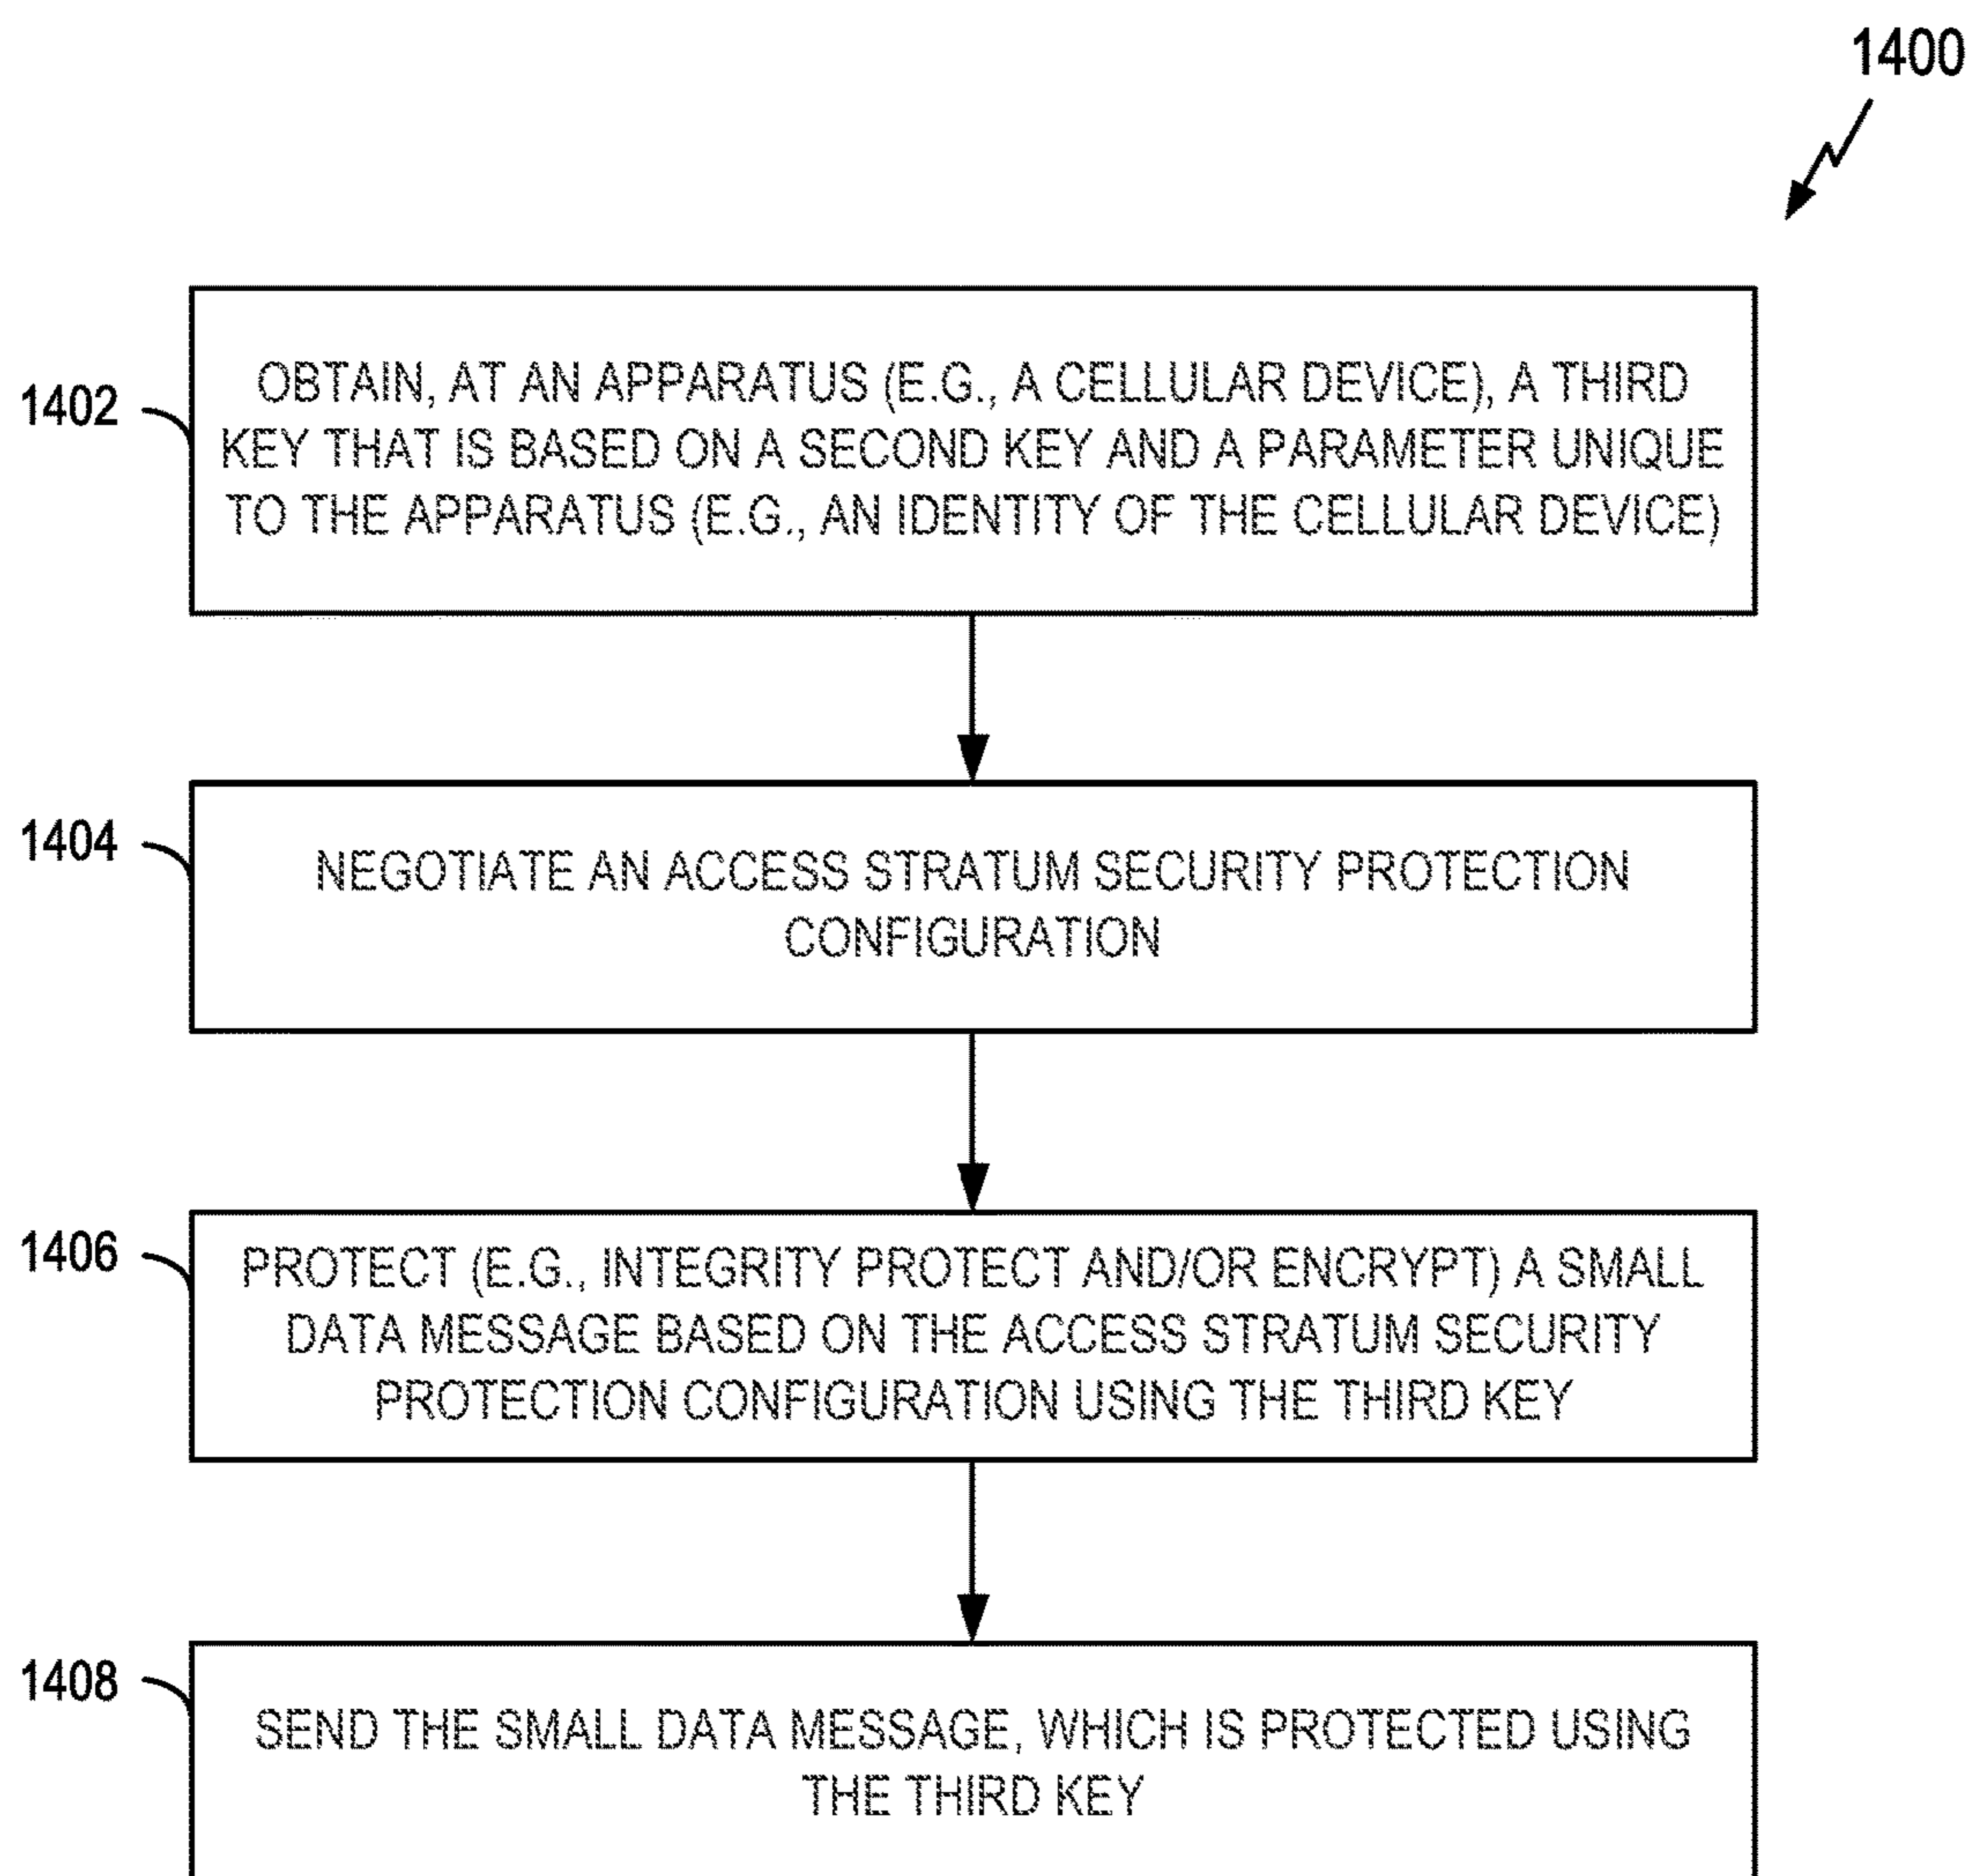 1400
1402
OBTAIN, AT AN APPARATUS (E.G., A CELLULAR DEVICE), A THIRD
KEY THAT IS BASED ON A SECOND KEY AND A PARAMETER UNIQUE
TO THE APPARATUS (E.G., AN IDENTITY OF THE CELLULAR DEVICE)
1404
NEGOTIATE AN ACCESS STRATUM SECURITY PROTECTION
CONFIGURATION
1406
PROTECT (E.G., INTEGRITY PROTECT AND/OR ENCRYPT) A SMALL
DATA MESSAGE BASED ON THE ACCESS STRATUM SECURITY
PROTECTION CONFIGURATION USING THE THIRD KEY
1408
SEND THE SMALL DATA MESSAGE, WHICH IS PROTECTED USING
THE THIRD KEY